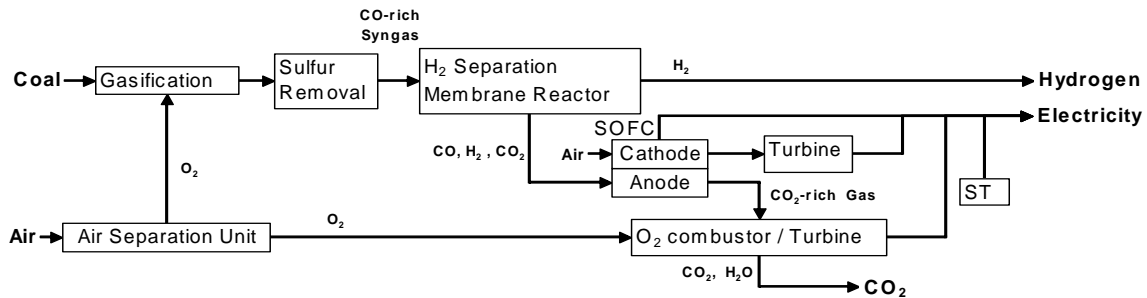 CO-rich
Syngas
Coal
Gasification
Sulfur
Removal
H₂ Separation
Membrane Reactor
H₂
Hydrogen
Electricity
SOFC
CO, H₂ , CO₂
Air
Cathode
Turbine
Anode
O₂
CO₂-rich Gas
ST
Air
Air Separation Unit
O₂
O₂ combustor / Turbine
CO₂, H₂O
CO₂